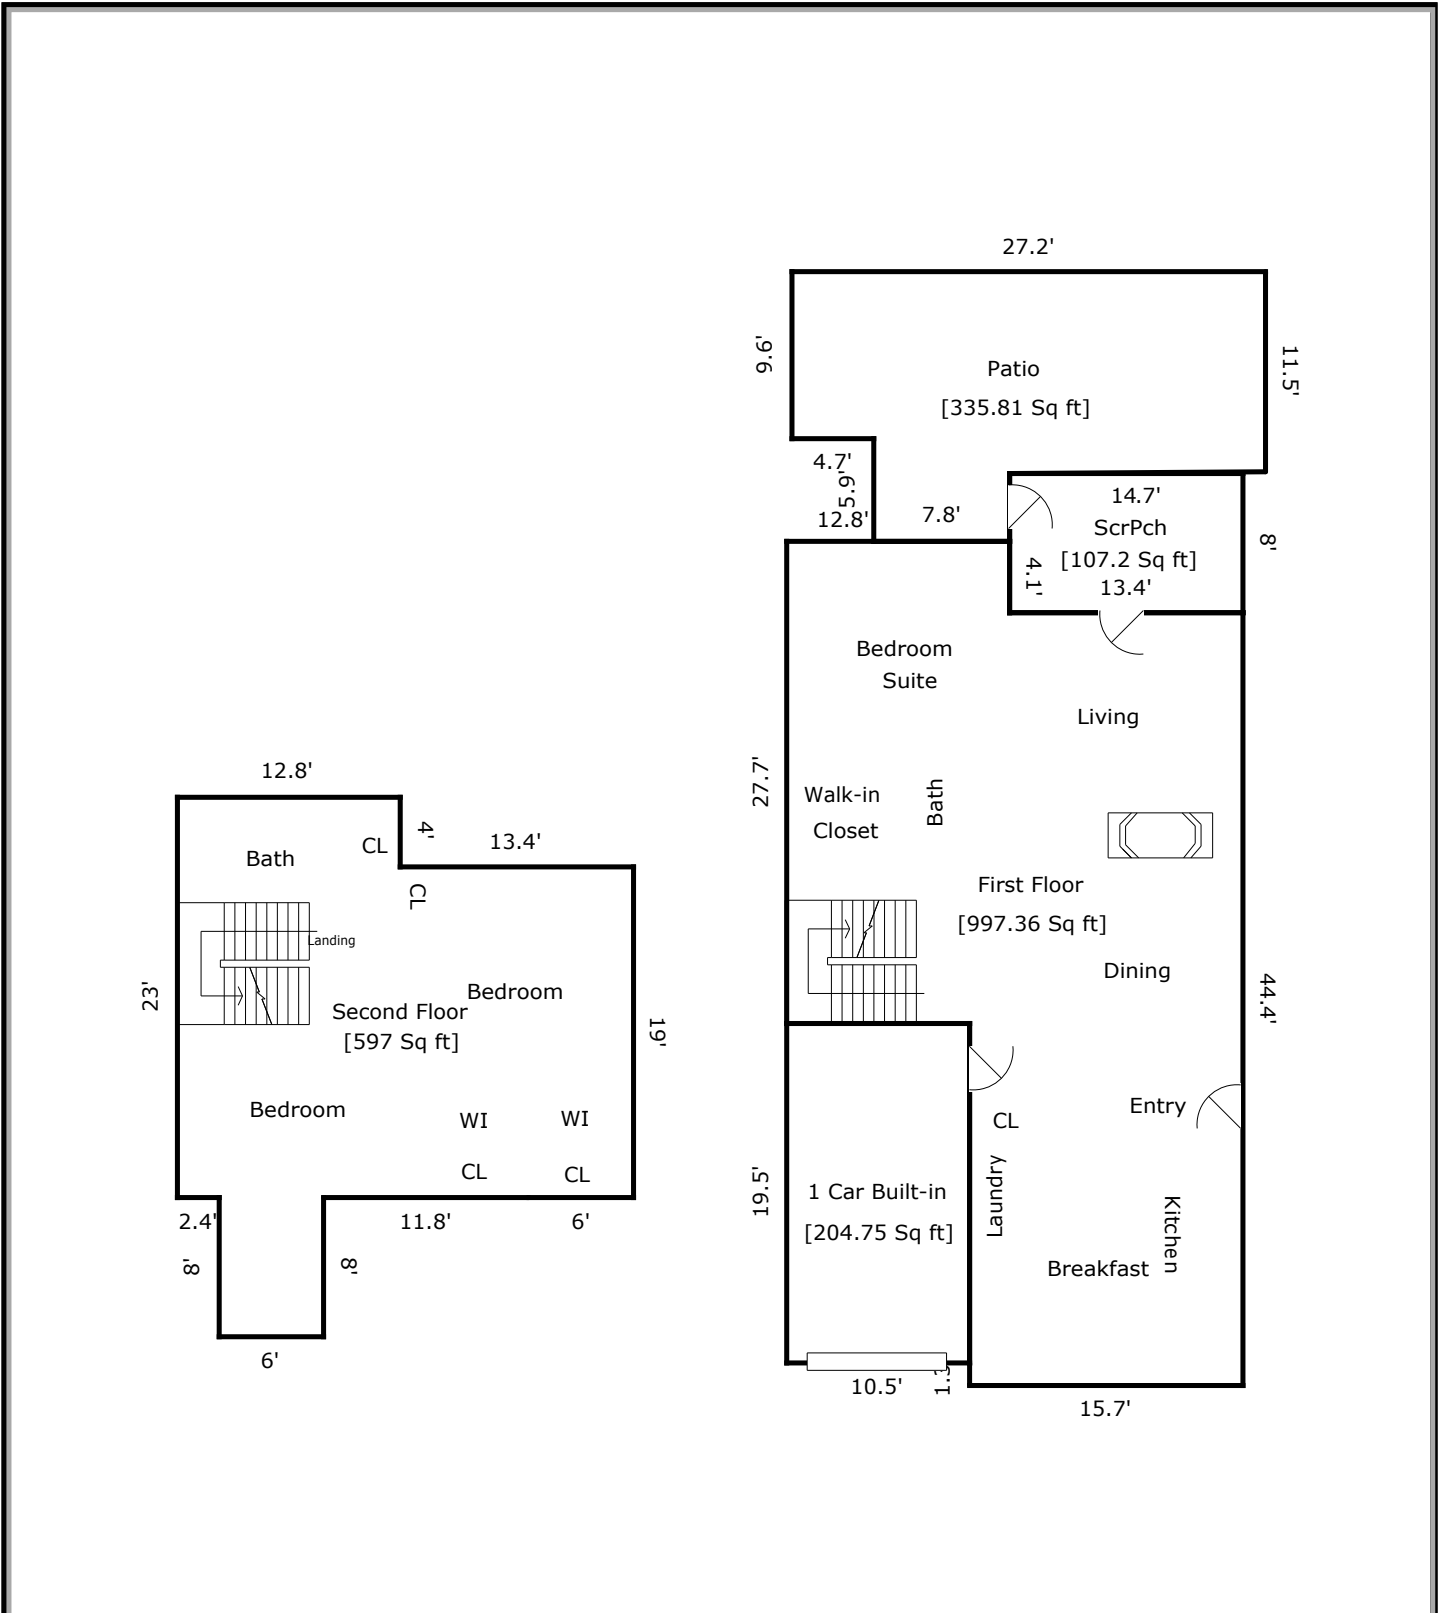 27.2'
9.6'
11.5'
Patio
[335.81 Sq ft]
4.7'
5.9'
14.7'
12.8'
7.8'
ScrPch
8'
[107.2 Sq ft]
4.1'
13.4'
Bedroom
Suite
Living
27.7'
Walk-in
Closet
Bath
First Floor
[997.36 Sq ft]
Dining
44.4'
Entry
CL
Laundry
19.5'
1 Car Built-in
[204.75 Sq ft]
Kitchen
Breakfast
10.5'
15.7'
12.8'
4'
13.4'
CL
Bath
CL
Landing
23'
Bedroom
Second Floor
[597 Sq ft]
19'
Bedroom
WI
WI
CL
CL
2.4'
11.8'
6'
8'
8'
6'